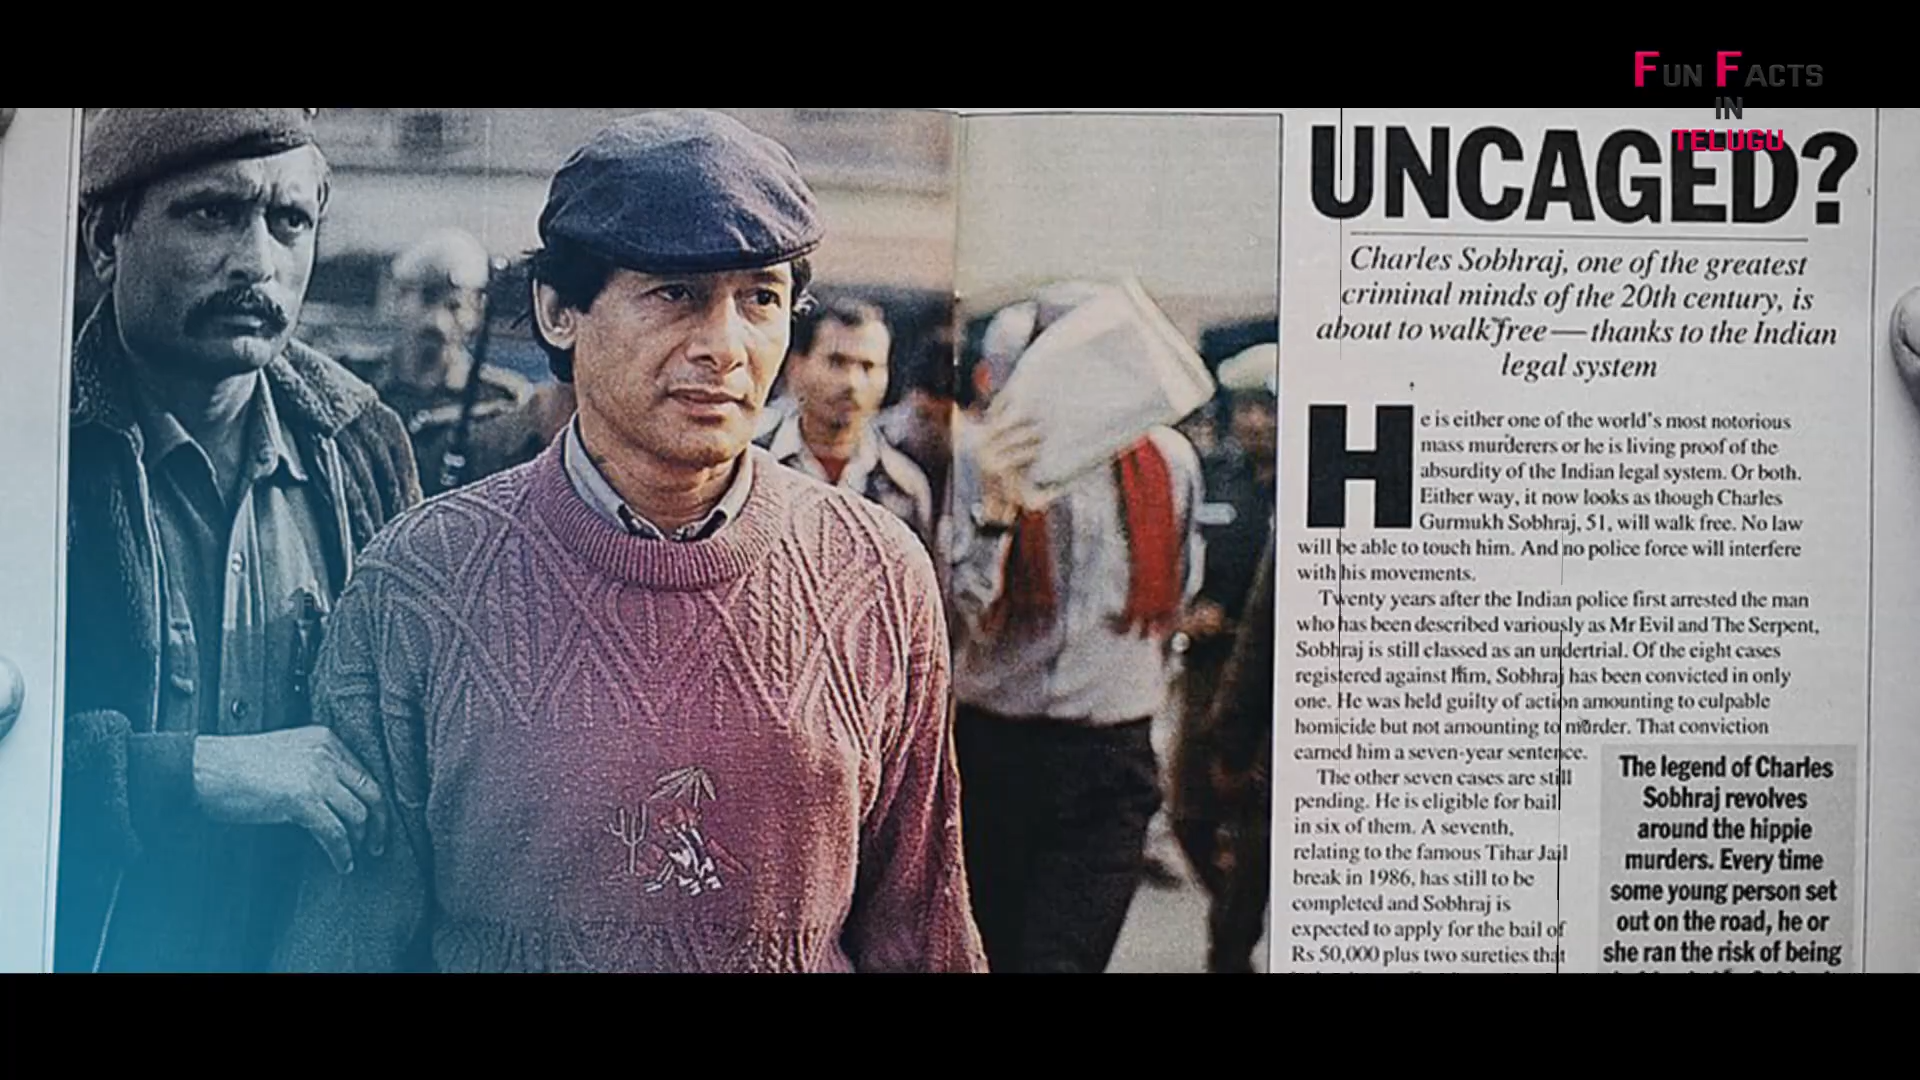 FUN FACTS
IN
TELUGU
UNCAGED?
Charles Sobhraj, one of the greatest
criminal minds of the 20th century, is
about to walk free — thanks to the Indian
legal system
He is either one of the world's most notorious
mass murderers or he is living proof of the
absurdity of the Indian legal system. Or both.
Either way, it now looks as though Charles
Gurmukh Sobhraj, 51, will walk free. No law
will be able to touch him. And no police force will interfere
with his movements.
Twenty years after the Indian police first arrested the man
who has been described variously as Mr Evil and The Serpent,
Sobhraj is still classed as an undertrial. Of the eight cases
registered against him, Sobhraj has been convicted in only
one. He was held guilty of action amounting to culpable
homicide but not amounting to murder. That conviction
earned him a seven-year sentence.
The other seven cases are still
pending. He is eligible for bail
in six of them. A seventh,
relating to the famous Tihar Jail
break in 1986, has still to be
completed and Sobhraj is
expected to apply for the bail of
Rs 50,000 plus two sureties that
The legend of Charles
Sobhraj revolves
around the hippie
murders. Every time
some young person set
out on the road, he or
she ran the risk of being